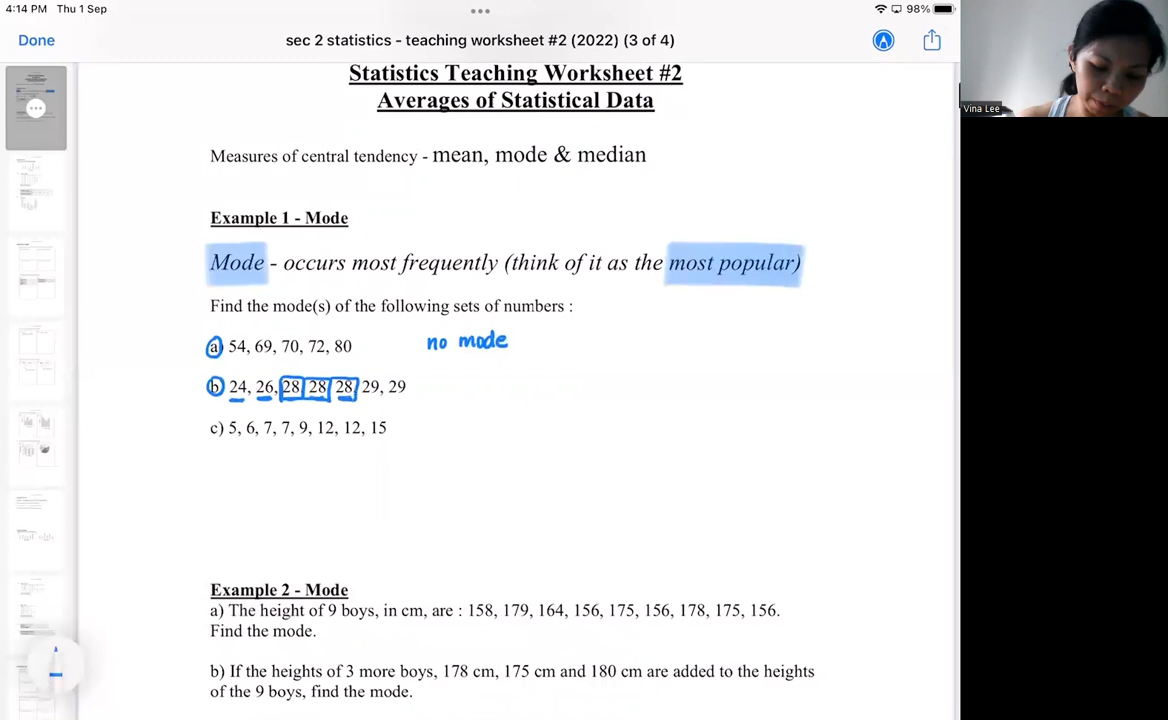 4:14 PM Thu 1 Sep
98%
Done
sec 2 statistics - teaching worksheet #2 (2022) (3 of 4)
Vina Lee
Statistics Teaching Worksheet #2
Averages of Statistical Data
Measures of central tendency - mean, mode & median
Example 1 - Mode
Mode - occurs most frequently (think of it as the most popular)
Find the mode(s) of the following sets of numbers :
a) 54, 69, 70, 72, 80 no mode
b) 24, 26, 28, 28, 28, 29, 29
c) 5, 6, 7, 7, 9, 12, 12, 15
Example 2 - Mode
a) The height of 9 boys, in cm, are : 158, 179, 164, 156, 175, 156, 178, 175, 156.
Find the mode.
b) If the heights of 3 more boys, 178 cm, 175 cm and 180 cm are added to the heights
of the 9 boys, find the mode.